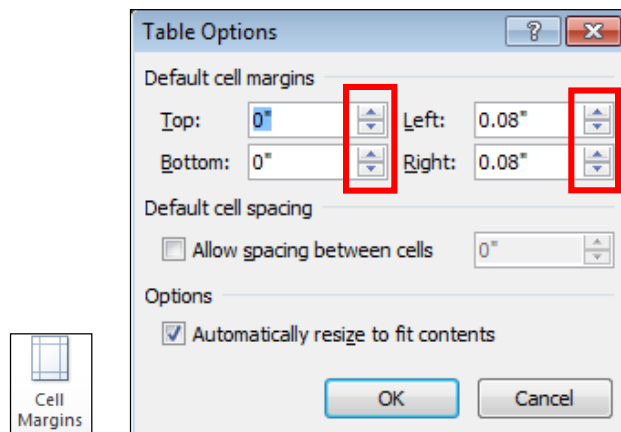 Table Options
Default cell margins
Top: 0" Left: 0.08"
Bottom: 0" Right: 0.08"
Default cell spacing
Allow spacing between cells 0"
Options
Automatically resize to fit contents
OK Cancel
Cell
Margins